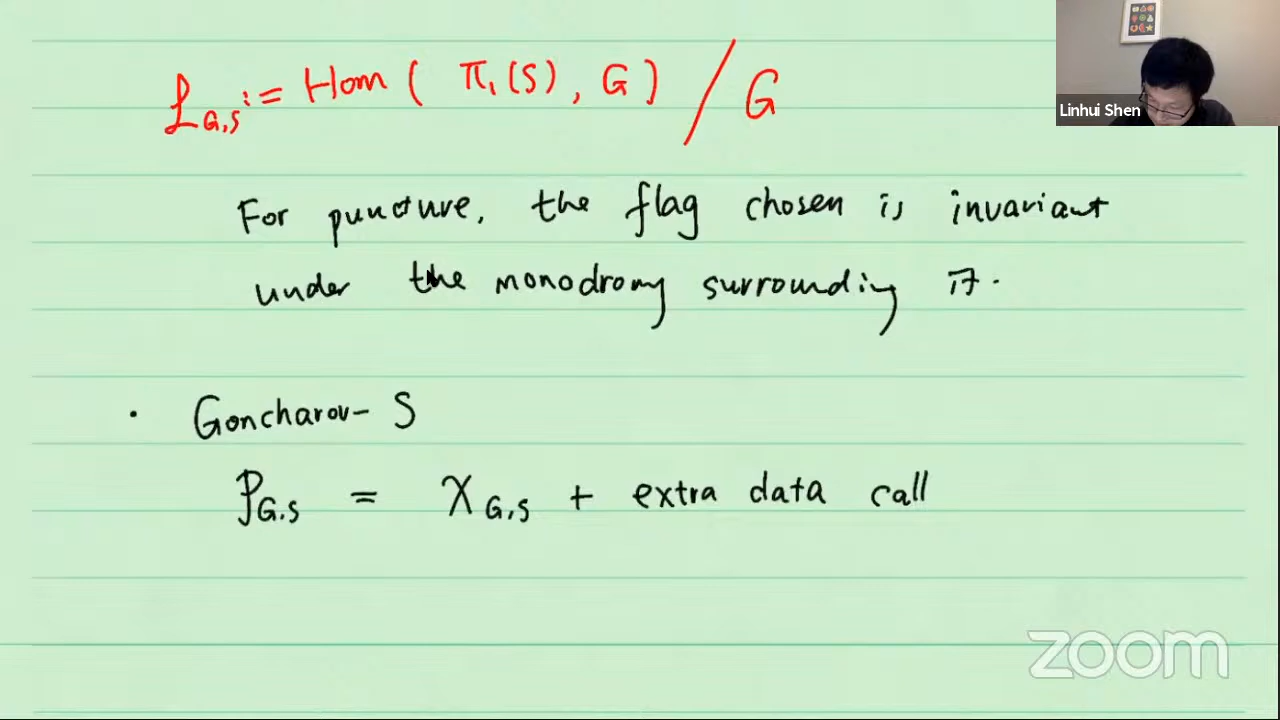 𝓛_{G,S} := Hom ( π₁(S), G ) / G
Linhui Shen
For puncture, the flag chosen is invariant
under the monodromy surrounding it.
· Goncharov - S
𝒫_{G,S} = 𝒳_{G,S} + extra data call
zoom